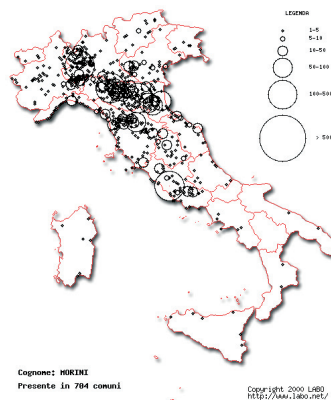 LEGENDA
1-5
5-10
10-50
50-100
100-500
> 500
Cognome: MORINI
Presente in 704 comuni
Copyright 2000 LABO
http://www.labo.net/